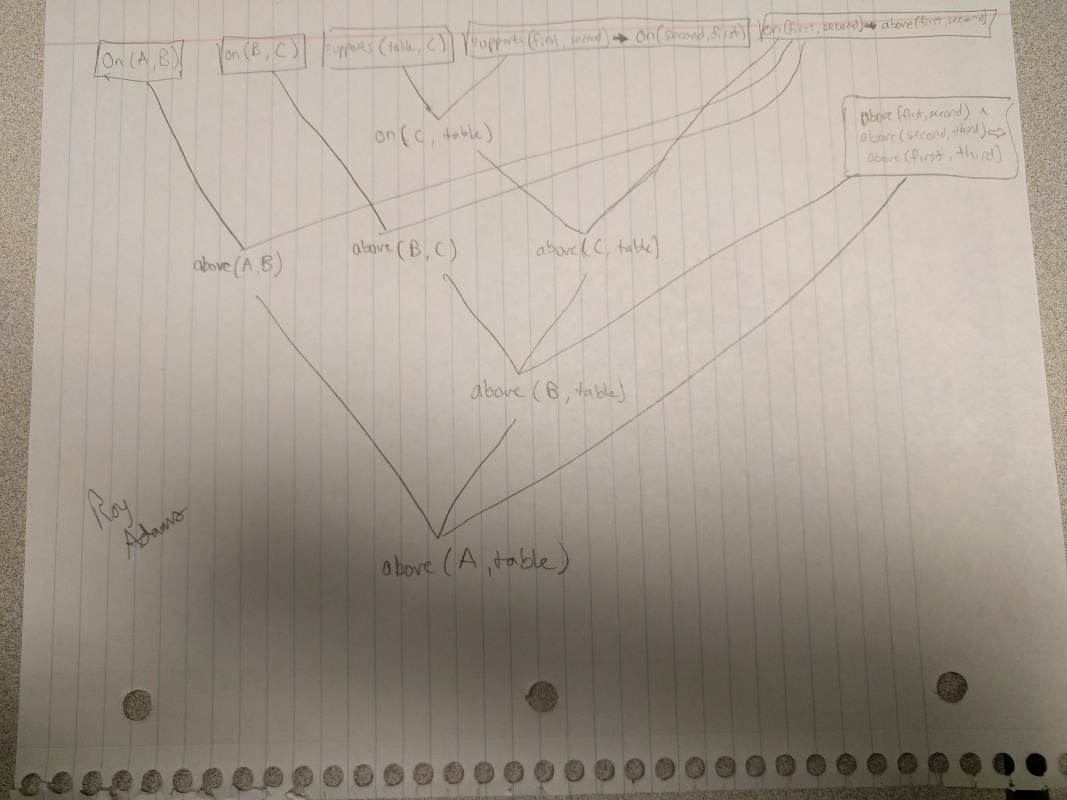 On(A,B)
on(B, C)
supports(table, C)
supports(first, second) → On(second, first)
on(first, second) → above(first, second)
above(first, second) ∧
above(second, third) ⇒
above(first, third)
on(C, table)
above(A,B)
above(B,C)
above(C, table)
above(B, table)
Roy
Adams
above(A, table)